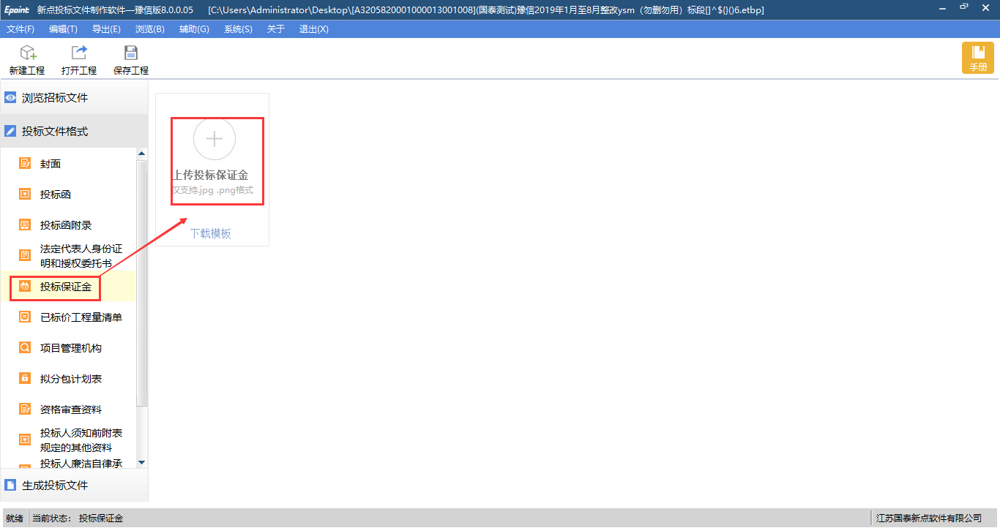 Epoint 新点投标文件制作软件—豫信版8.0.0.05 [C:\Users\Administrator\Desktop\[A3205820001000013001008](国泰测试)豫信2019年1月至8月整改ysm（勿删勿用）标段[]^${}()6.etbp]
文件(F) 编辑(T) 导出(E) 浏览(B) 辅助(G) 系统(S) 关于 退出(X)
新建工程 打开工程 保存工程 手册
浏览招标文件
投标文件格式
封面
投标函
投标函附录
法定代表人身份证
明和授权委托书
投标保证金
已标价工程量清单
项目管理机构
拟分包计划表
资格审查资料
投标人须知前附表
规定的其他资料
投标人廉洁自律承
生成投标文件
上传投标保证金
仅支持.jpg .png格式
下载模板
就绪 当前状态： 投标保证金 江苏国泰新点软件有限公司